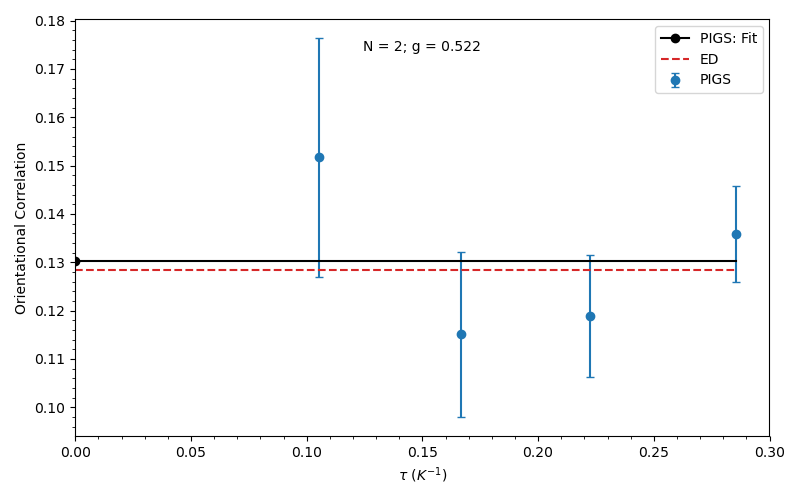 0.18
0.17
0.16
0.15
0.14
0.13
0.12
0.11
0.10
Orientational Correlation
N = 2; g = 0.522
PIGS: Fit
ED
PIGS
0.00
0.05
0.10
0.15
0.20
0.25
0.30
τ (K⁻¹)